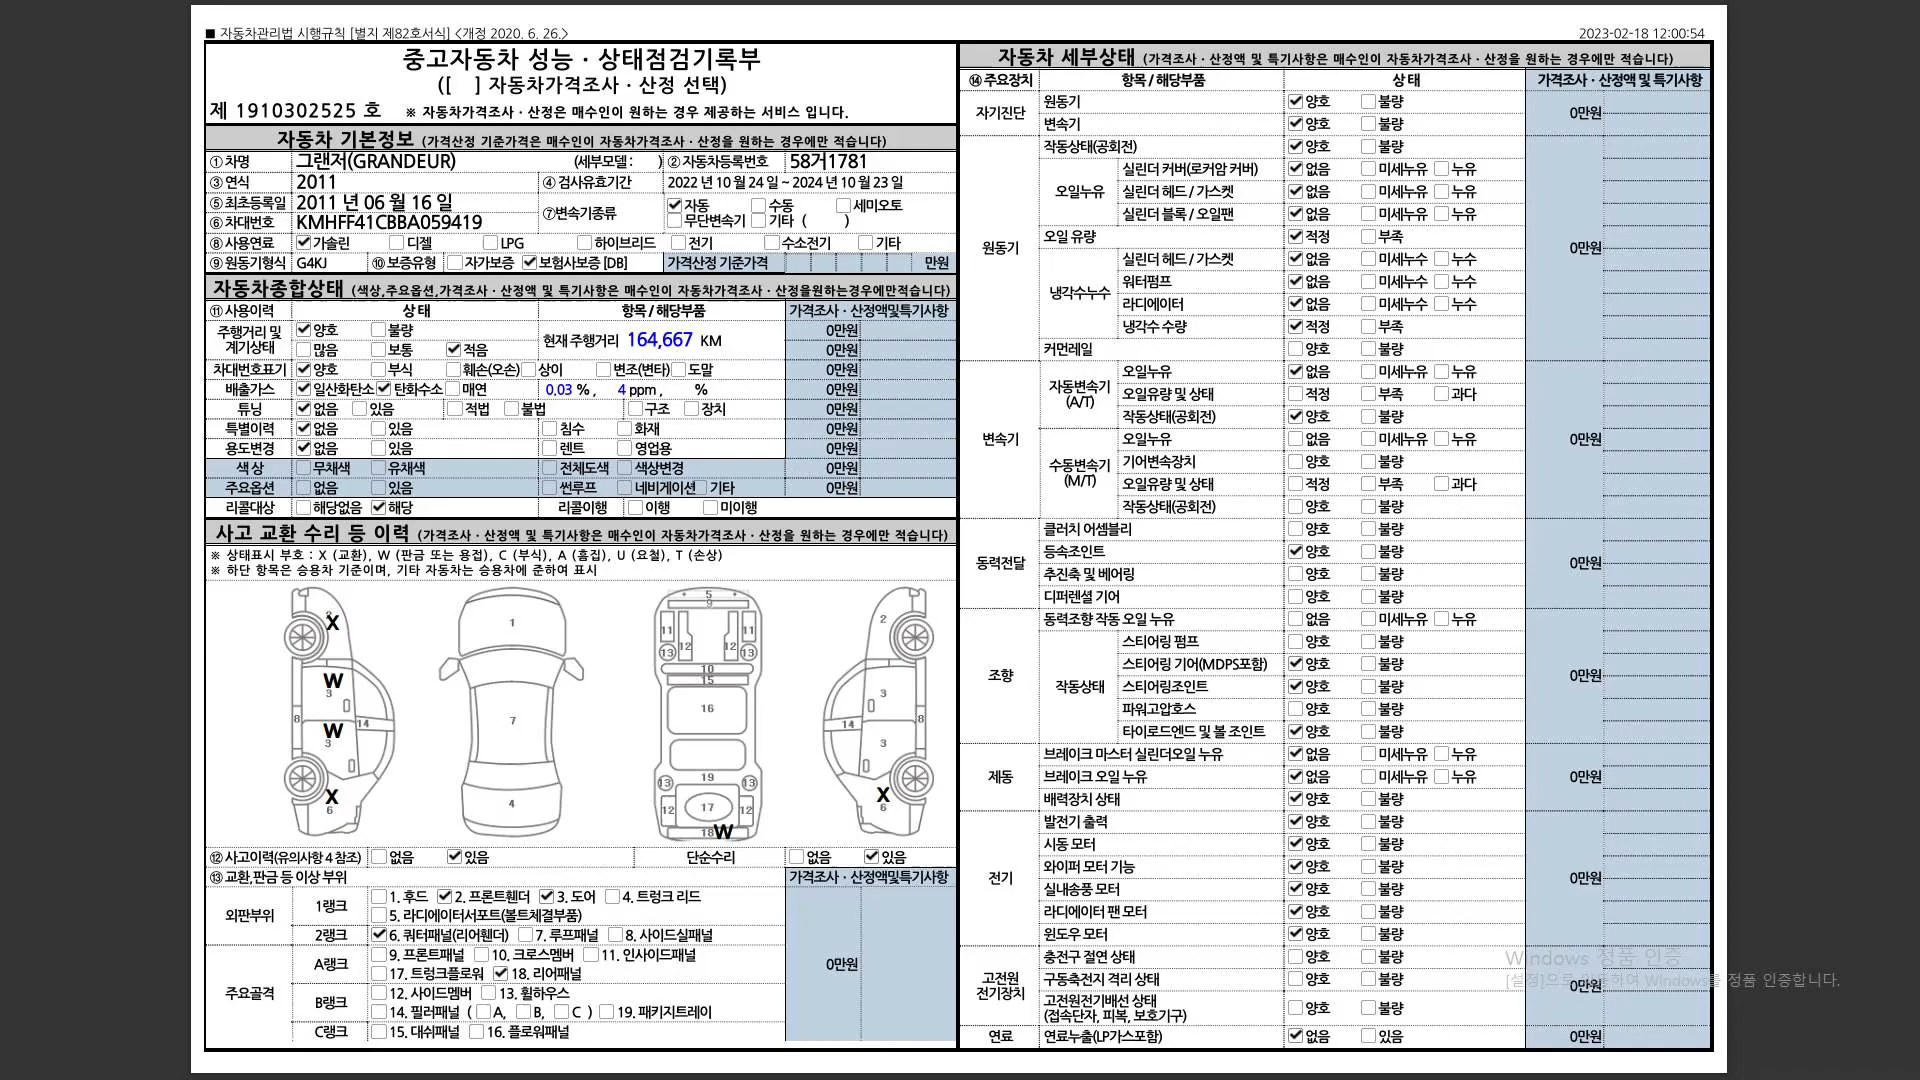 ■ 자동차관리법 시행규칙 [별지 제82호서식] <개정 2020. 6. 26.>
2023-02-18 12:00:54
중고자동차 성능 · 상태점검기록부
([ ] 자동차가격조사 · 산정 선택)
제 1910302525 호 ※ 자동차가격조사 · 산정은 매수인이 원하는 경우 제공하는 서비스 입니다.
자동차 기본정보 (가격산정 기준가격은 매수인이 자동차가격조사 · 산정을 원하는 경우에만 적습니다)
① 차명 그랜저(GRANDEUR) (세부모델 : ) ② 자동차등록번호 58거1781
③ 연식 2011 ④ 검사유효기간 2022 년 10 월 24 일 ~ 2024 년 10 월 23 일
⑤ 최초등록일 2011 년 06 월 16 일 ⑦변속기종류 자동 수동 세미오토
⑥ 차대번호 KMHFF41CBBA059419 무단변속기 기타 ( )
⑧ 사용연료 가솔린 디젤 LPG 하이브리드 전기 수소전기 기타
⑨ 원동기형식 G4KJ ⑩ 보증유형 자가보증 보험사보증 [DB] 가격산정 기준가격 만원
자동차종합상태 (색상,주요옵션,가격조사 · 산정액 및 특기사항은 매수인이 자동차가격조사 · 산정을원하는경우에만적습니다)
⑪ 사용이력 상 태 항목 / 해당부품 가격조사 · 산정액및특기사항
주행거리 및 계기상태 양호 불량 현재 주행거리 164,667 KM 0만원
많음 보통 적음 0만원
차대번호표기 양호 부식 훼손(오손) 상이 변조(변타) 도말 0만원
배출가스 일산화탄소 탄화수소 매연 0.03 % , 4 ppm , % 0만원
튜닝 없음 있음 적법 불법 구조 장치 0만원
특별이력 없음 있음 침수 화재 0만원
용도변경 없음 있음 렌트 영업용 0만원
색 상 무채색 유채색 전체도색 색상변경 0만원
주요옵션 없음 있음 썬루프 네비게이션 기타 0만원
리콜대상 해당없음 해당 리콜이행 이행 미이행
사고 교환 수리 등 이력 (가격조사 · 산정액 및 특기사항은 매수인이 자동차가격조사 · 산정을 원하는 경우에만 적습니다)
※ 상태표시 부호 : X (교환), W (판금 또는 용접), C (부식), A (흠집), U (요철), T (손상)
※ 하단 항목은 승용차 기준이며, 기타 자동차는 승용차에 준하여 표시
2 X W 3 8 14 W 3 X 6
1 7 4
5 9 11 11 12 12 13 13 10 15 16 19 13 13 12 17 12 18 W
2 3 14 8 3 X 6
⑫ 사고이력(유의사항 4 참조) 없음 있음 단순수리 없음 있음
⑬ 교환,판금 등 이상 부위 가격조사 · 산정액및특기사항
외판부위 1랭크 1. 후드 2. 프론트휀더 3. 도어 4. 트렁크 리드
5. 라디에이터서포트(볼트체결부품)
2랭크 6. 쿼터패널(리어휀더) 7. 루프패널 8. 사이드실패널
주요골격 A랭크 9. 프론트패널 10. 크로스멤버 11. 인사이드패널
17. 트렁크플로워 18. 리어패널
0만원
B랭크 12. 사이드멤버 13. 휠하우스
14. 필러패널 ( A, B, C ) 19. 패키지트레이
C랭크 15. 대쉬패널 16. 플로워패널
자동차 세부상태 (가격조사 · 산정액 및 특기사항은 매수인이 자동차가격조사 · 산정을 원하는 경우에만 적습니다)
⑭ 주요장치 항목 / 해당부품 상 태 가격조사 · 산정액 및 특기사항
자기진단 원동기 양호 불량 0만원
변속기 양호 불량
원동기 작동상태(공회전) 양호 불량 0만원
오일누유 실린더 커버(로커암 커버) 없음 미세누유 누유
실린더 헤드 / 가스켓 없음 미세누유 누유
실린더 블록 / 오일팬 없음 미세누유 누유
오일 유량 적정 부족
냉각수누수 실린더 헤드 / 가스켓 없음 미세누수 누수
워터펌프 없음 미세누수 누수
라디에이터 없음 미세누수 누수
냉각수 수량 적정 부족
커먼레일 양호 불량
변속기 자동변속기 (A/T) 오일누유 없음 미세누유 누유 0만원
오일유량 및 상태 적정 부족 과다
작동상태(공회전) 양호 불량
수동변속기 (M/T) 오일누유 없음 미세누유 누유
기어변속장치 양호 불량
오일유량 및 상태 적정 부족 과다
작동상태(공회전) 양호 불량
동력전달 클러치 어셈블리 양호 불량 0만원
등속조인트 양호 불량
추진축 및 베어링 양호 불량
디퍼렌셜 기어 양호 불량
조향 동력조향 작동 오일 누유 없음 미세누유 누유 0만원
작동상태 스티어링 펌프 양호 불량
스티어링 기어(MDPS포함) 양호 불량
스티어링조인트 양호 불량
파워고압호스 양호 불량
타이로드엔드 및 볼 조인트 양호 불량
제동 브레이크 마스터 실린더오일 누유 없음 미세누유 누유 0만원
브레이크 오일 누유 없음 미세누유 누유
배력장치 상태 양호 불량
전기 발전기 출력 양호 불량 0만원
시동 모터 양호 불량
와이퍼 모터 기능 양호 불량
실내송풍 모터 양호 불량
라디에이터 팬 모터 양호 불량
윈도우 모터 양호 불량
고전원 전기장치 충전구 절연 상태 양호 불량 0만원
구동축전지 격리 상태 양호 불량
고전원전기배선 상태 (접속단자, 피복, 보호기구) 양호 불량
연료 연료누출(LP가스포함) 없음 있음 0만원
Windows 정품 인증
[설정]으로 이동하여 Windows를 정품 인증합니다.